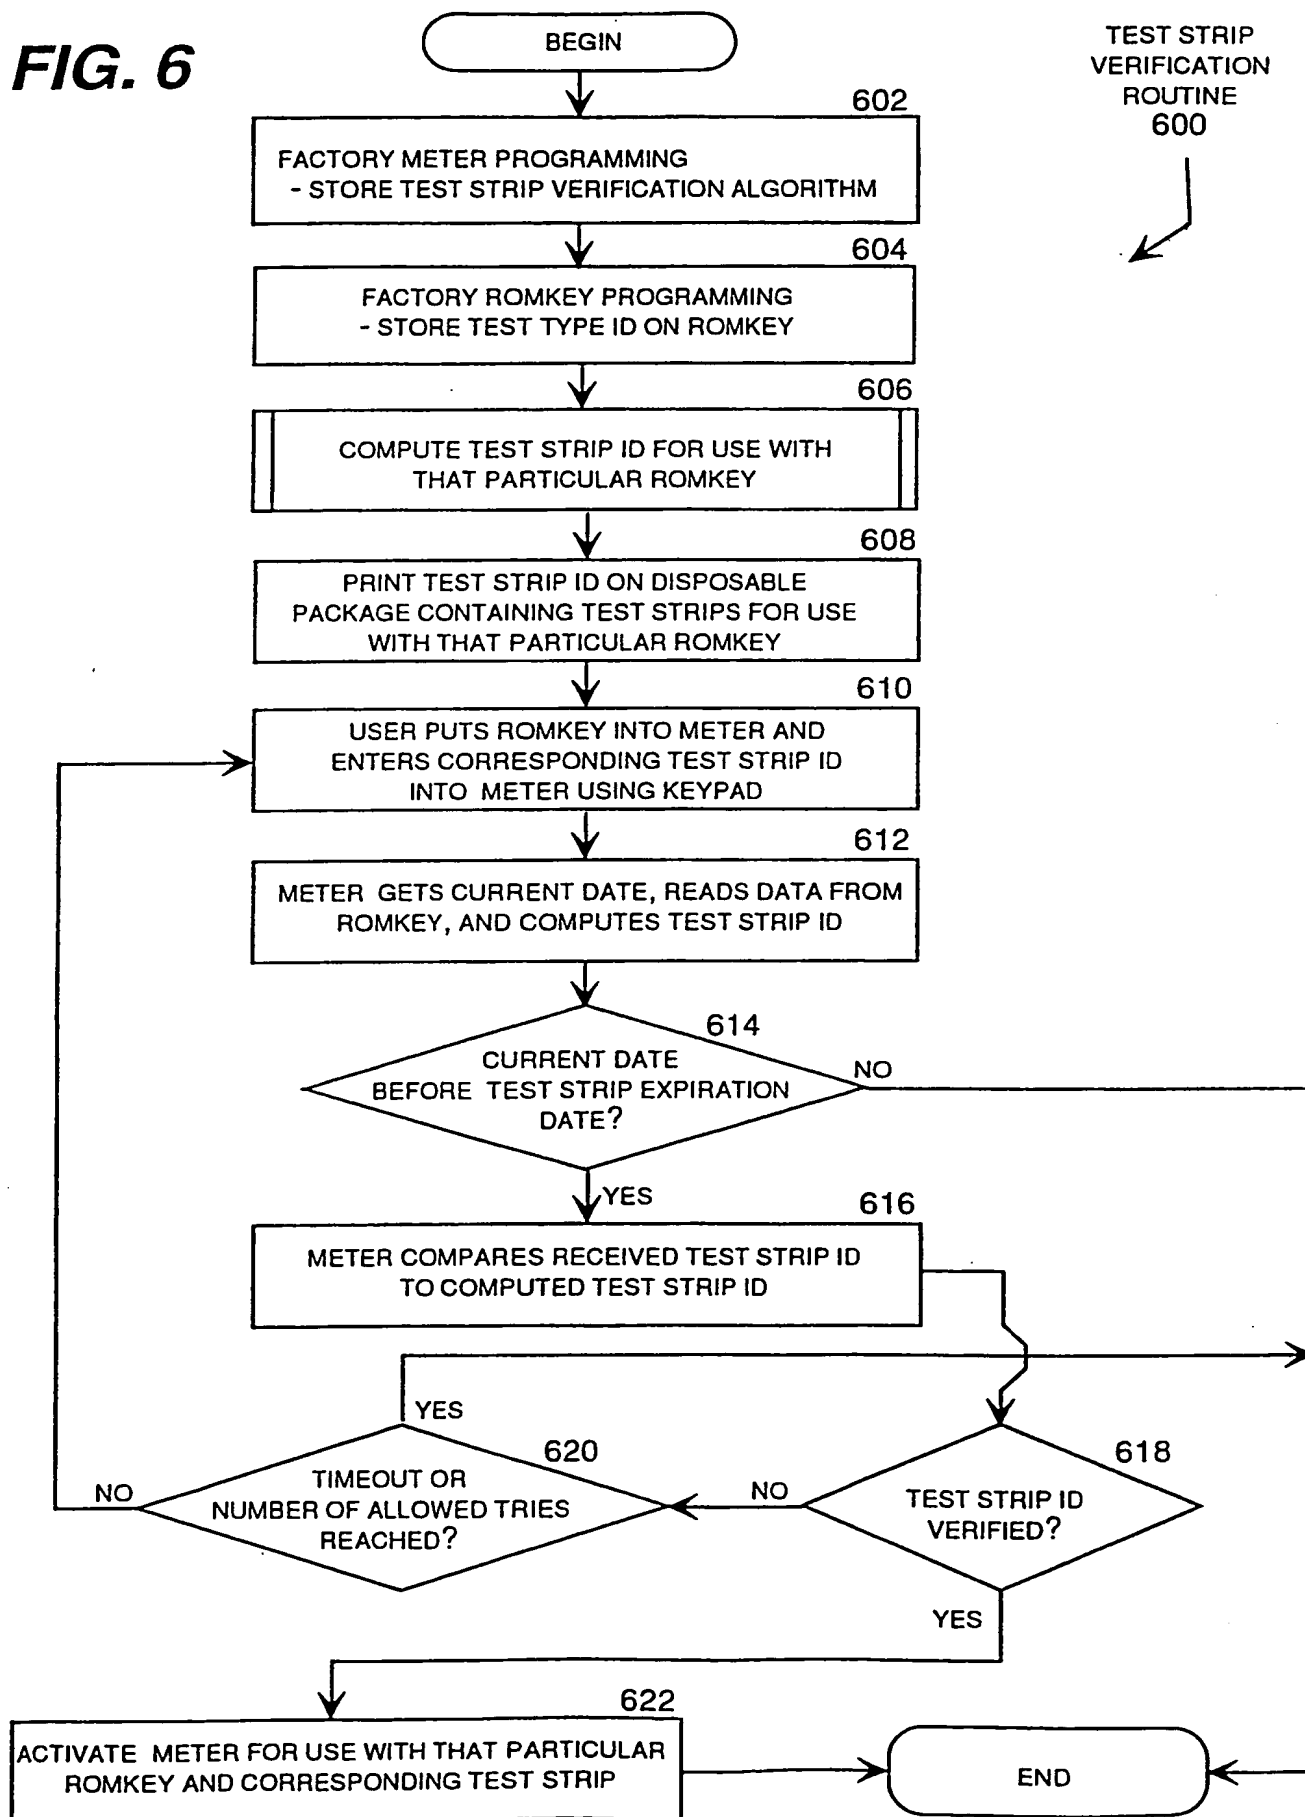 FIG. 6
BEGIN
TEST STRIP
VERIFICATION
ROUTINE
600
602
FACTORY METER PROGRAMMING
- STORE TEST STRIP VERIFICATION ALGORITHM
604
FACTORY ROMKEY PROGRAMMING
- STORE TEST TYPE ID ON ROMKEY
606
COMPUTE TEST STRIP ID FOR USE WITH
THAT PARTICULAR ROMKEY
608
PRINT TEST STRIP ID ON DISPOSABLE
PACKAGE CONTAINING TEST STRIPS FOR USE
WITH THAT PARTICULAR ROMKEY
610
USER PUTS ROMKEY INTO METER AND
ENTERS CORRESPONDING TEST STRIP ID
INTO METER USING KEYPAD
612
METER GETS CURRENT DATE, READS DATA FROM
ROMKEY, AND COMPUTES TEST STRIP ID
614
CURRENT DATE
BEFORE TEST STRIP EXPIRATION
DATE?
NO
YES
616
METER COMPARES RECEIVED TEST STRIP ID
TO COMPUTED TEST STRIP ID
YES
620
TIMEOUT OR
NUMBER OF ALLOWED TRIES
REACHED?
NO
NO
618
TEST STRIP ID
VERIFIED?
YES
622
ACTIVATE METER FOR USE WITH THAT PARTICULAR
ROMKEY AND CORRESPONDING TEST STRIP
END